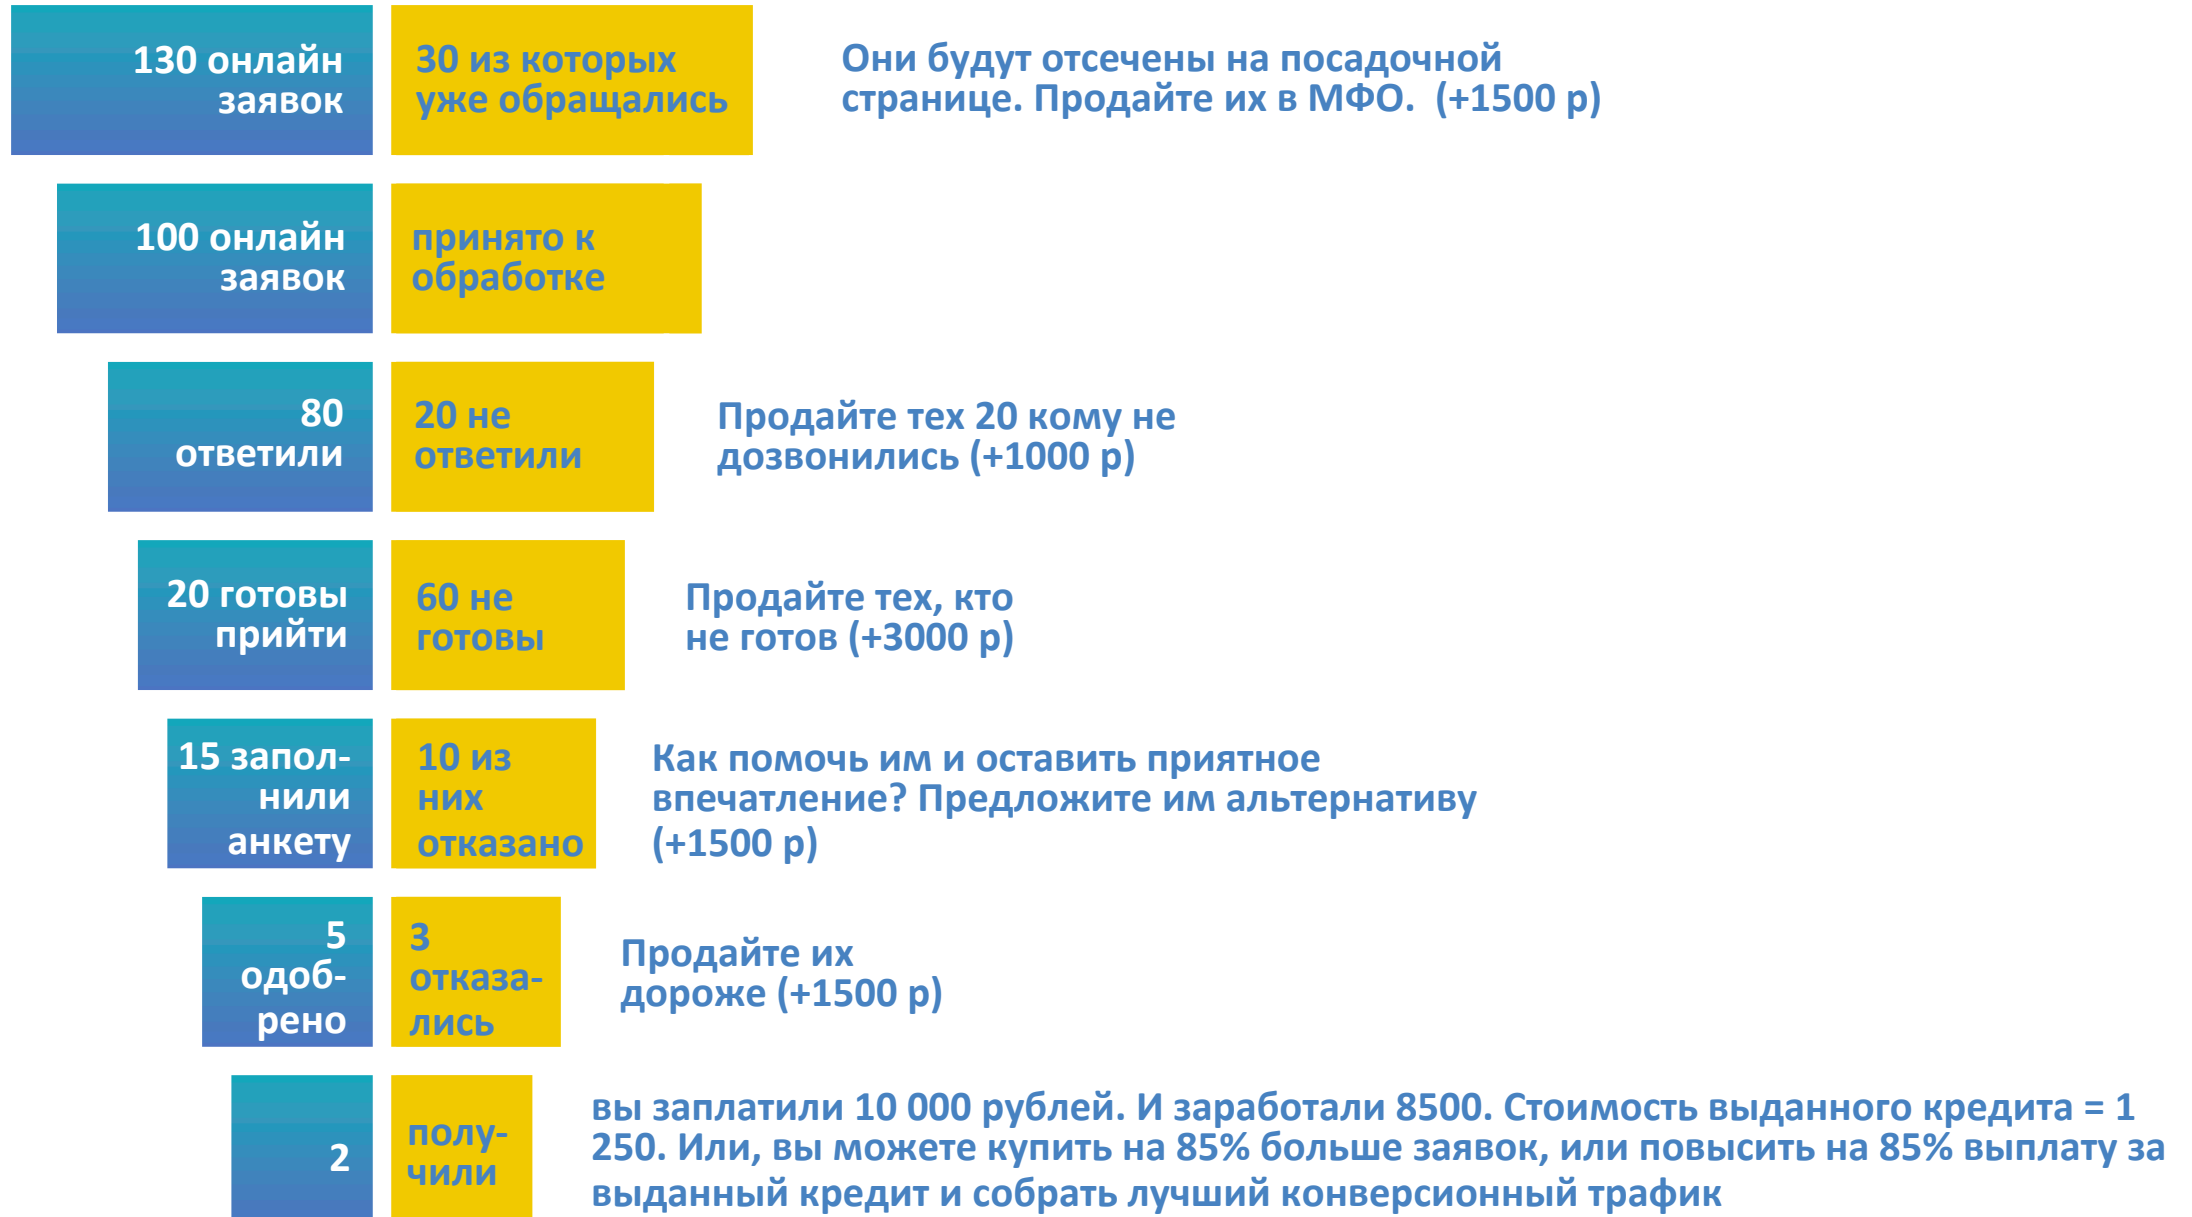 130 онлайн
заявок
30 из которых
уже обращались
Они будут отсечены на посадочной
странице. Продайте их в МФО. (+1500 р)
100 онлайн
заявок
принято к
обработке
80
ответили
20 не
ответили
Продайте тех 20 кому не
дозвонились (+1000 р)
20 готовы
прийти
60 не
готовы
Продайте тех, кто
не готов (+3000 р)
15 запол-
нили
анкету
10 из
них
отказано
Как помочь им и оставить приятное
впечатление? Предложите им альтернативу
(+1500 р)
5
одоб-
рено
3
отказа-
лись
Продайте их
дороже (+1500 р)
2
полу-
чили
вы заплатили 10 000 рублей. И заработали 8500. Стоимость выданного кредита = 1
250. Или, вы можете купить на 85% больше заявок, или повысить на 85% выплату за
выданный кредит и собрать лучший конверсионный трафик